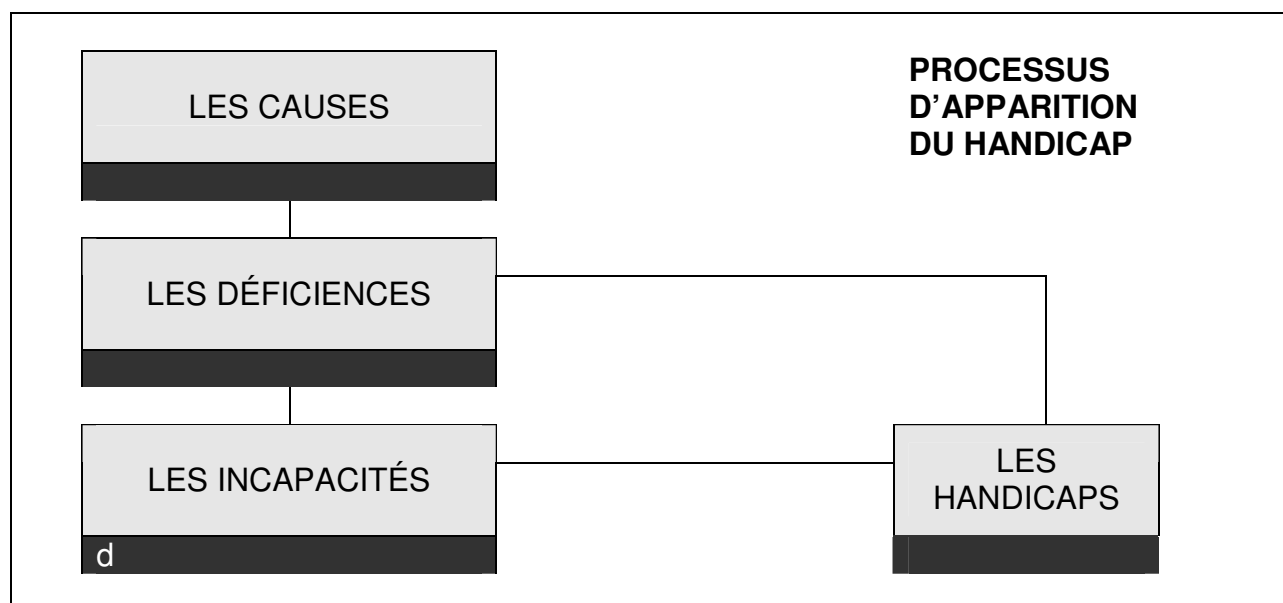 LES CAUSES
PROCESSUS
D'APPARITION
DU HANDICAP
LES DÉFICIENCES
LES INCAPACITÉS
LES
HANDICAPS
d